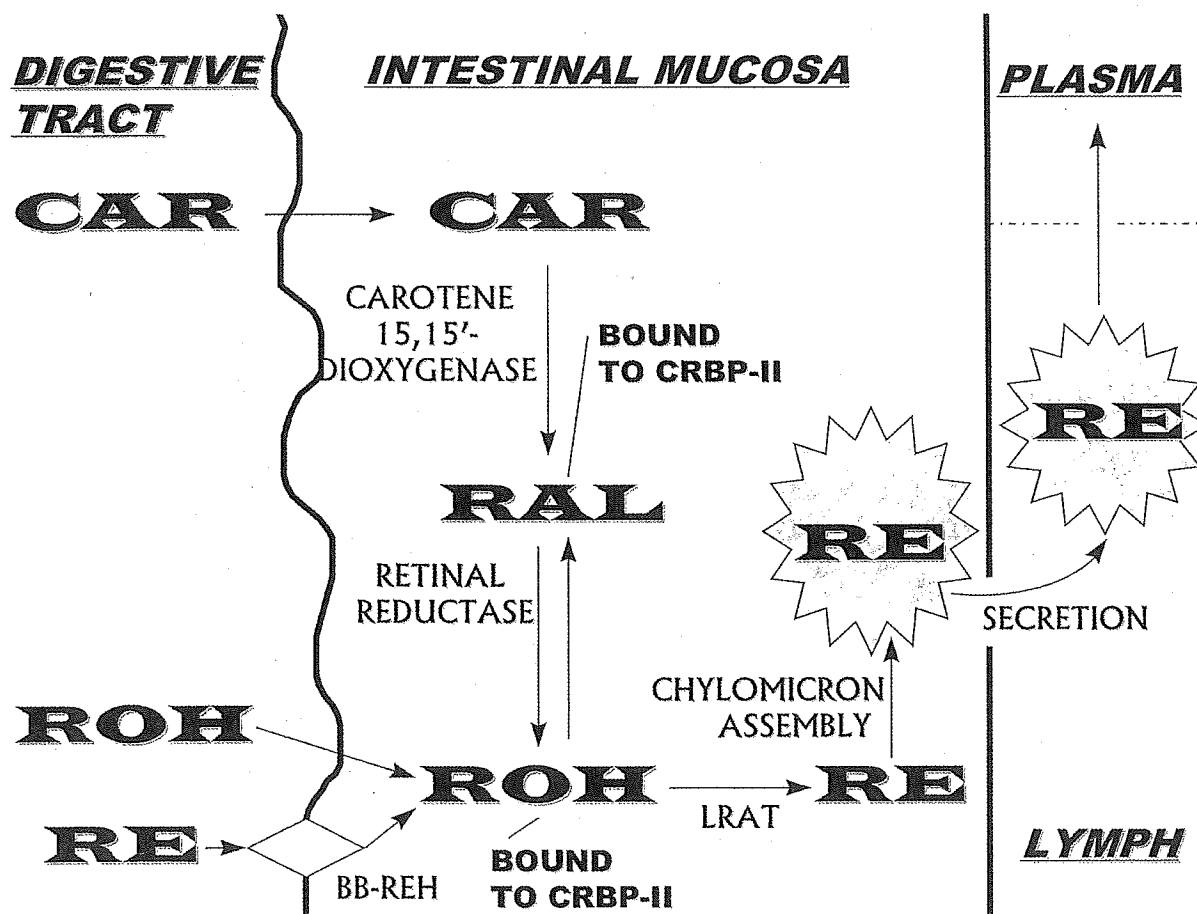 DIGESTIVE
TRACT
INTESTINAL MUCOSA
PLASMA
CAR
CAR
CAROTENE
15,15'-
DIOXYGENASE
BOUND
TO CRBP-II
RAL
RE
RE
RETINAL
REDUCTASE
SECRETION
CHYLOMICRON
ASSEMBLY
ROH
ROH
LRAT
RE
RE
BB-REH
BOUND
TO CRBP-II
LYMPH